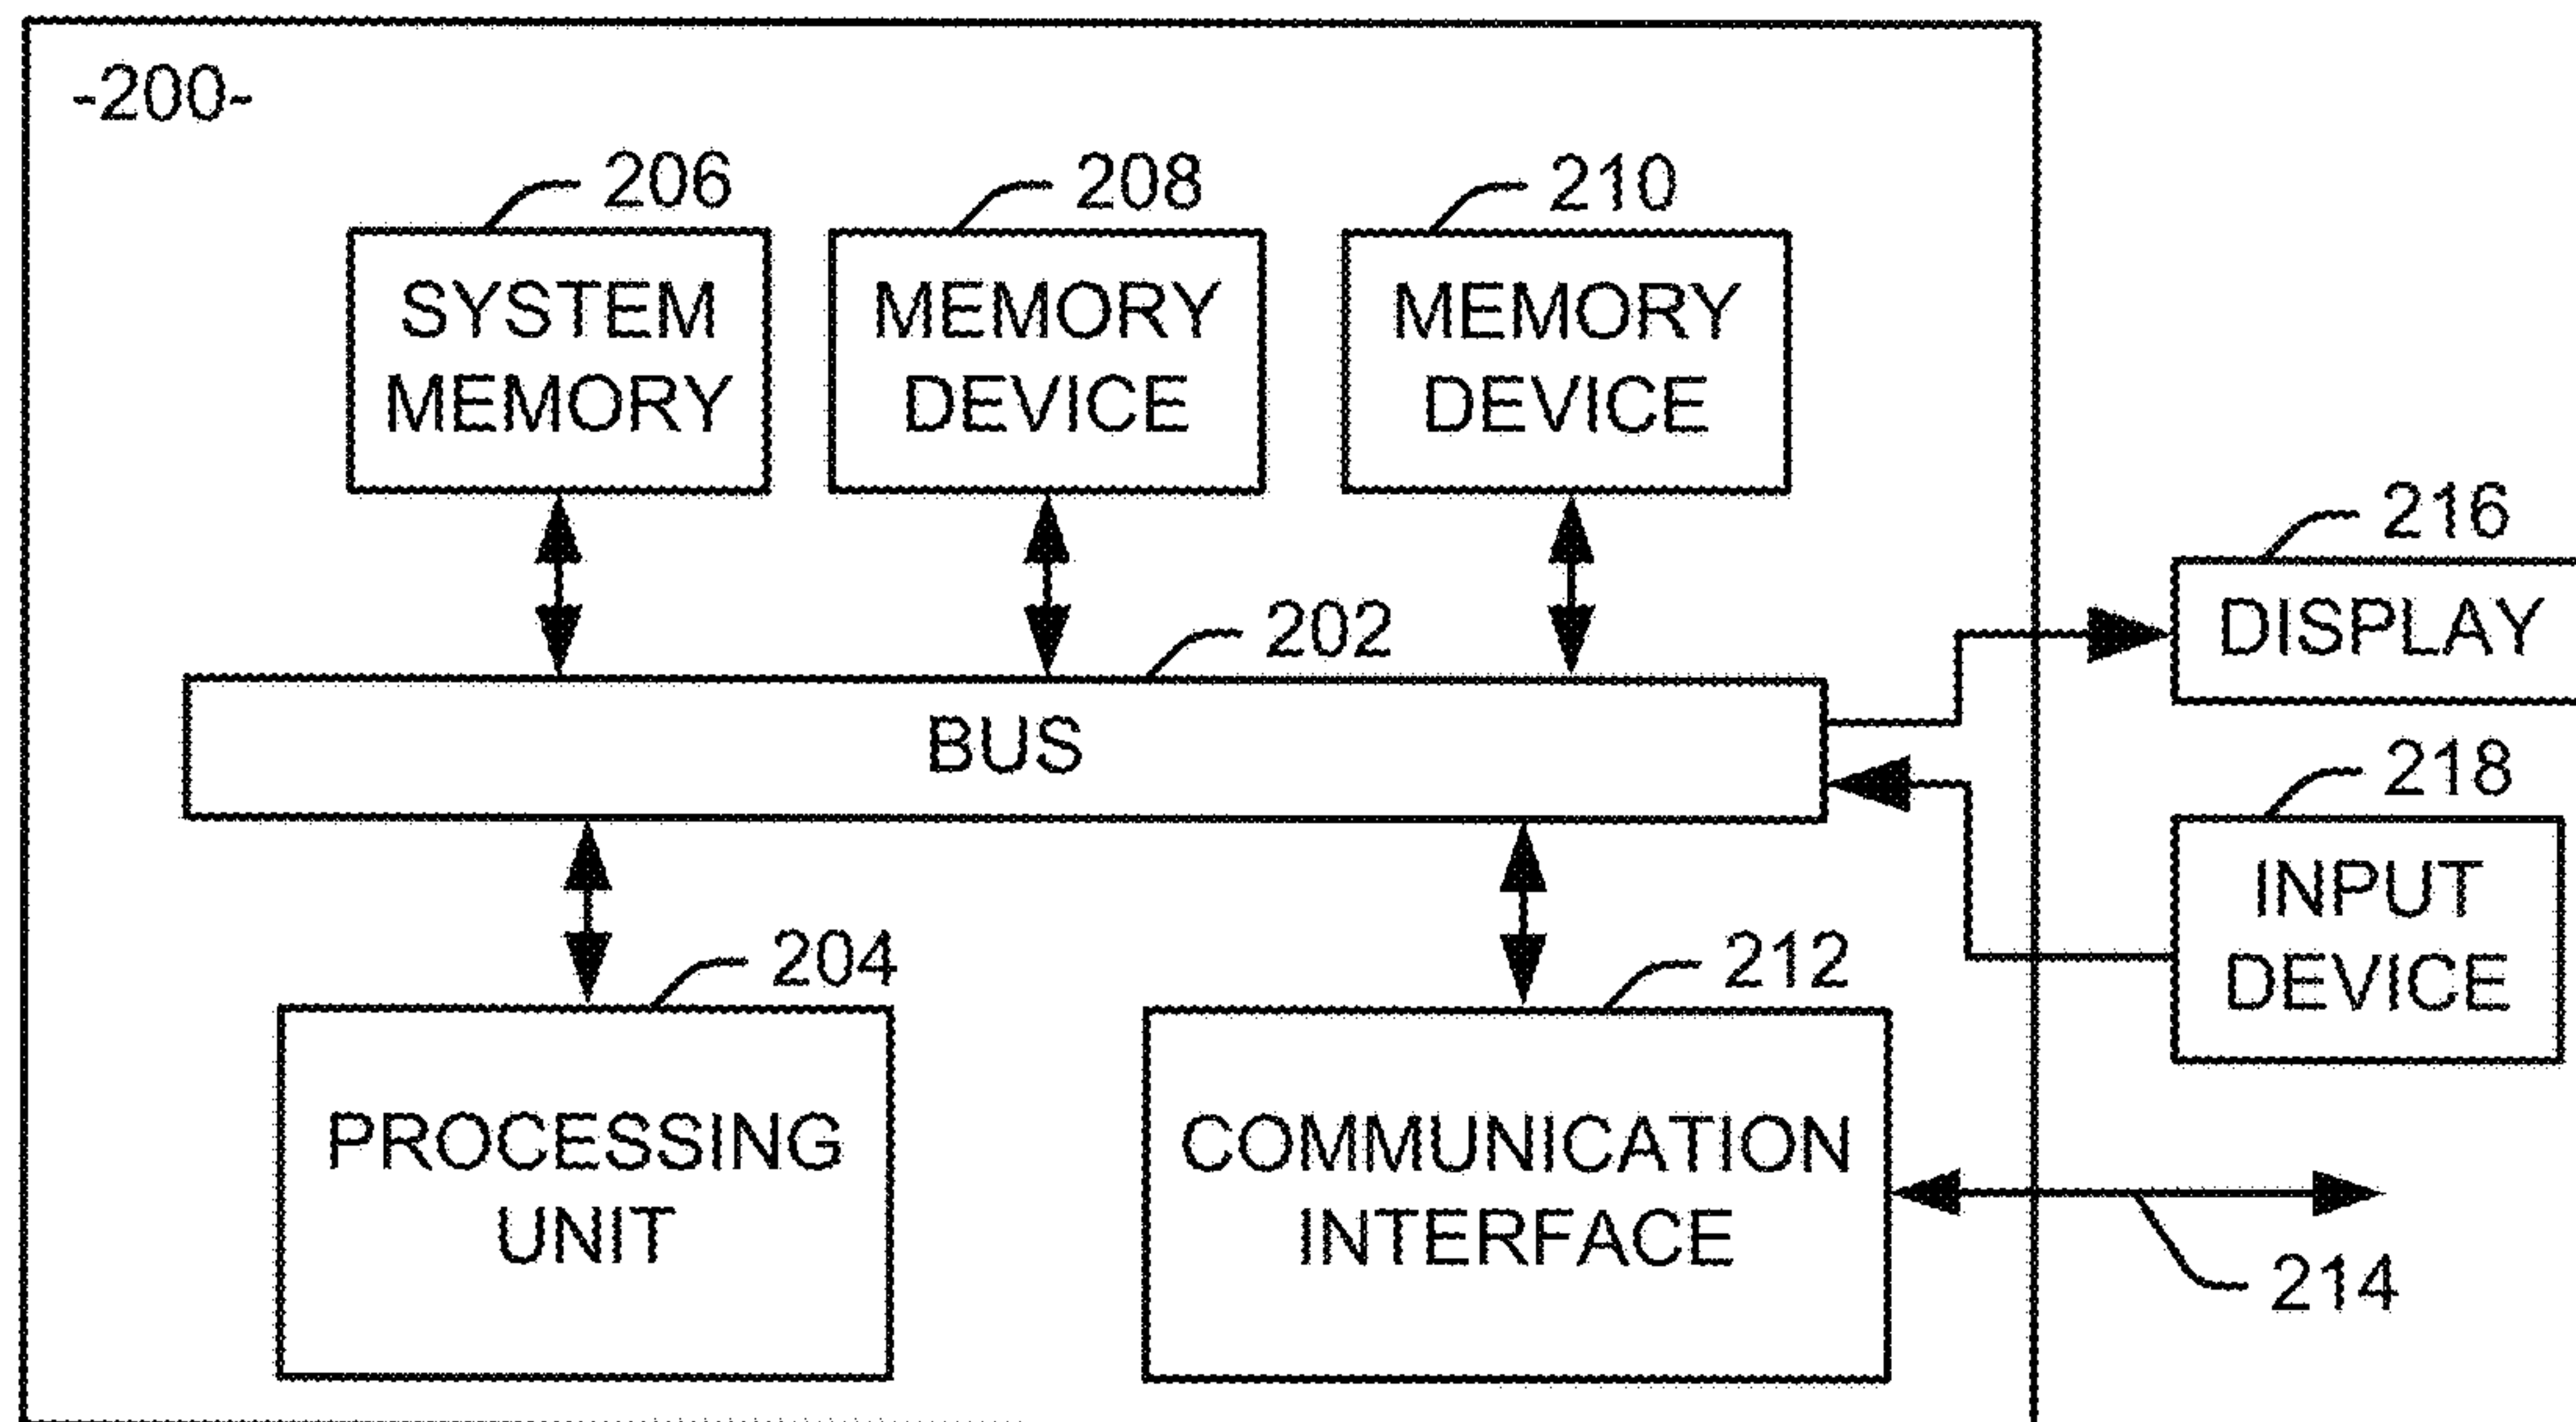 -200-
206
208
210
SYSTEM
MEMORY
MEMORY
DEVICE
MEMORY
DEVICE
216
DISPLAY
202
BUS
218
INPUT
DEVICE
204
212
PROCESSING
UNIT
COMMUNICATION
INTERFACE
214